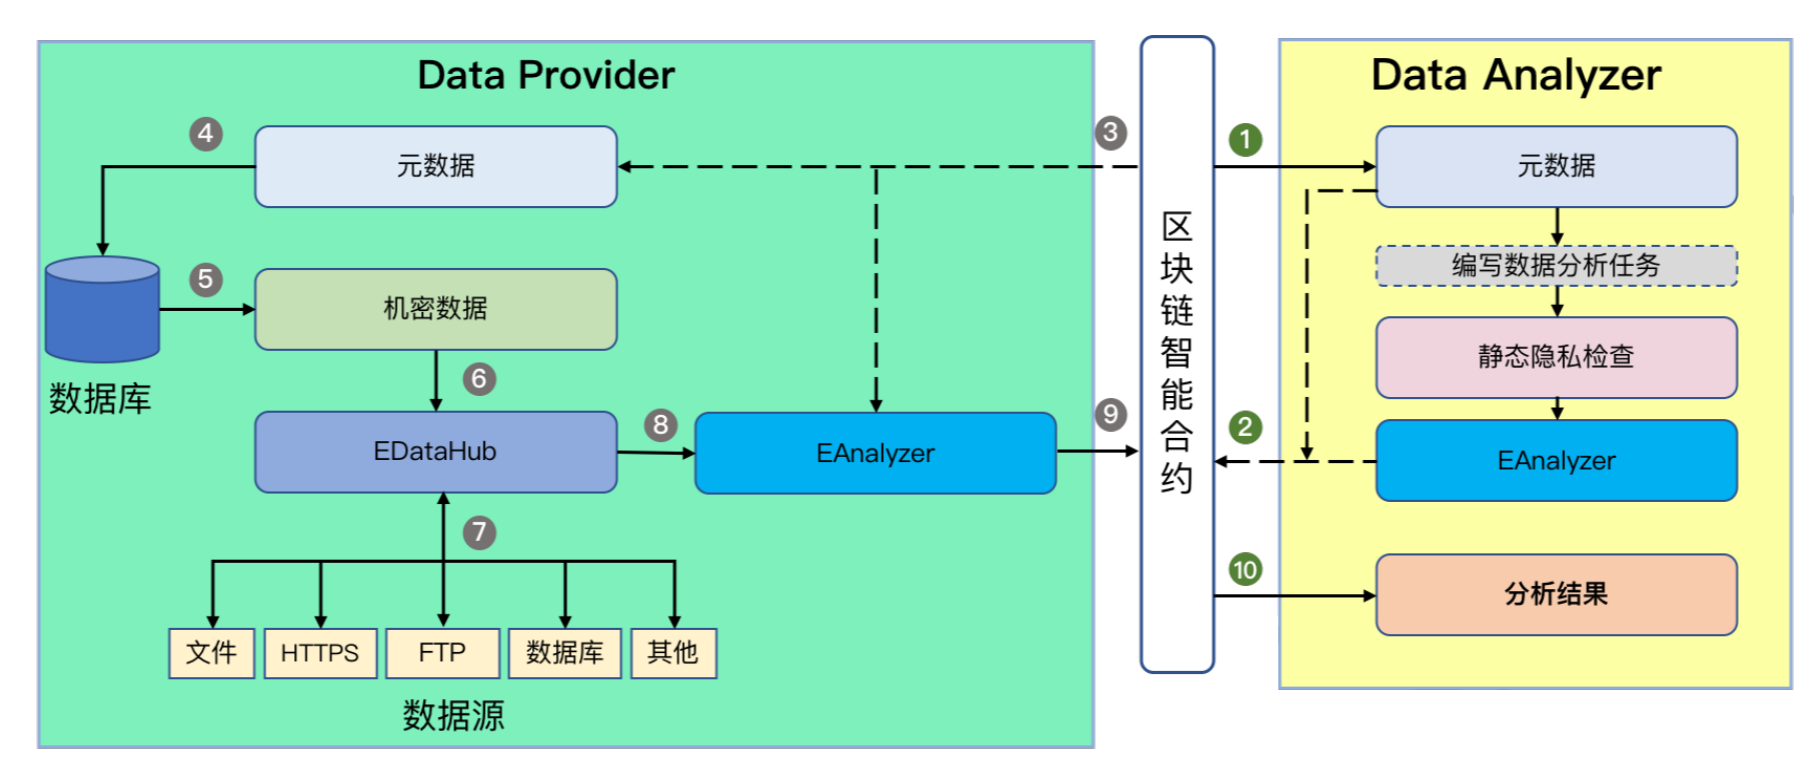 Data Provider
4
元数据
3
5
机密数据
数据库
6
EDataHub
8
EAnalyzer
9
7
文件
HTTPS
FTP
数据库
其他
数据源
区块链智能合约
Data Analyzer
1
元数据
编写数据分析任务
静态隐私检查
2
EAnalyzer
10
分析结果